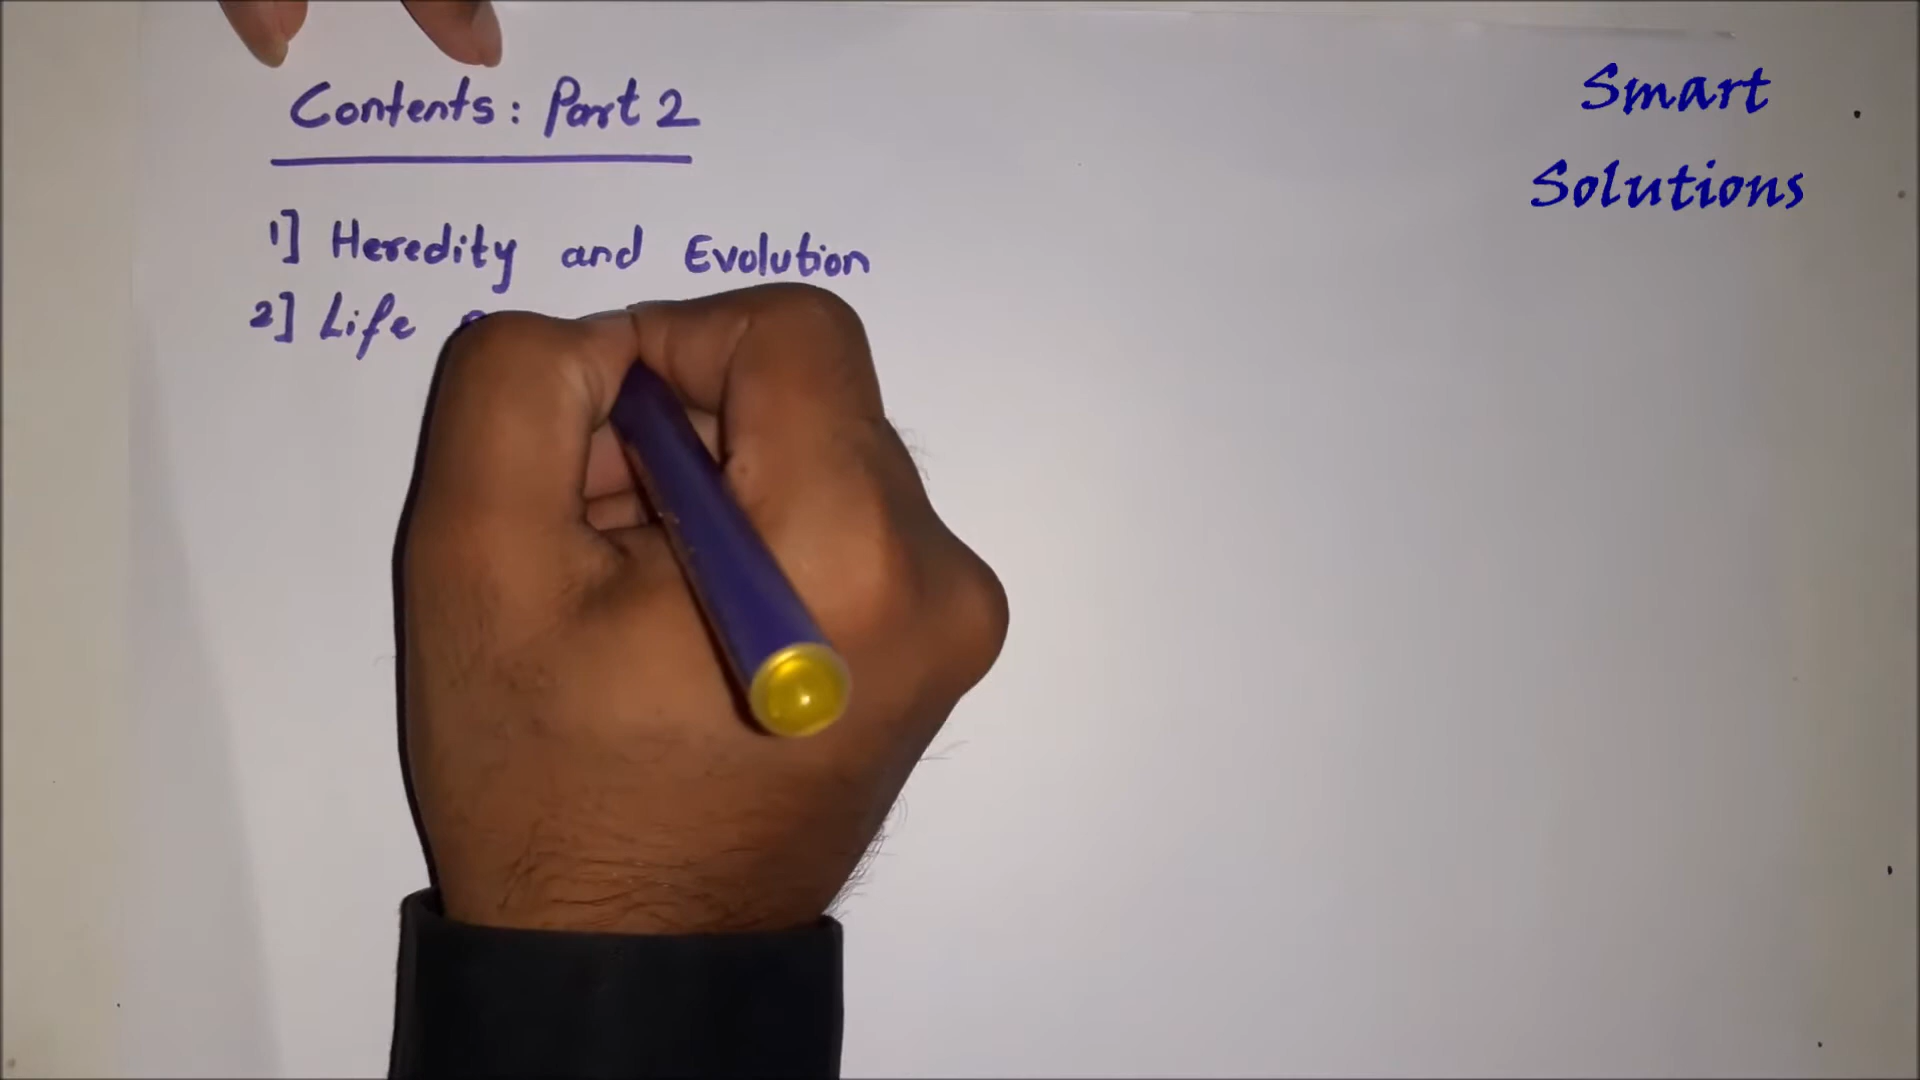 Contents: Part 2
1] Heredity and Evolution
2] Life
Smart
Solutions